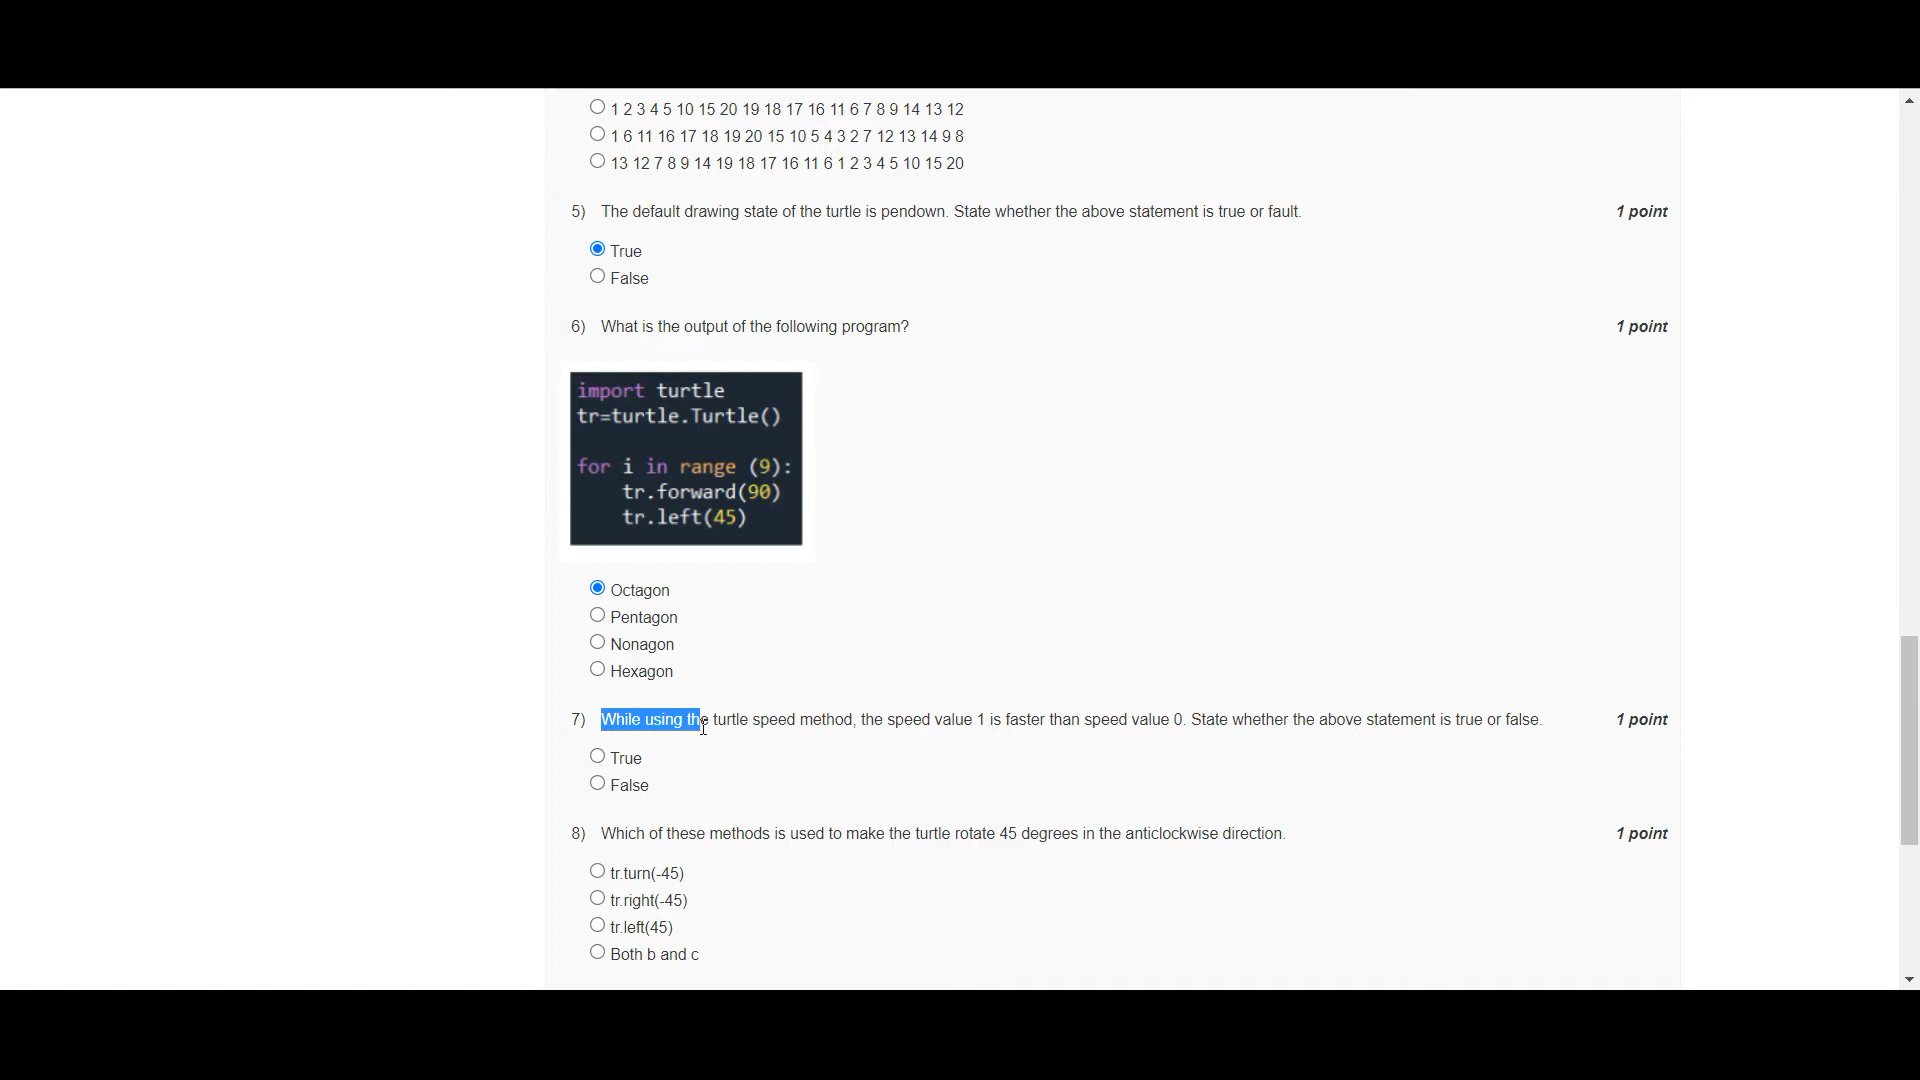 1 2 3 4 5 10 15 20 19 18 17 16 11 6 7 8 9 14 13 12
1 6 11 16 17 18 19 20 15 10 5 4 3 2 7 12 13 14 9 8
13 12 7 8 9 14 19 18 17 16 11 6 1 2 3 4 5 10 15 20
5) The default drawing state of the turtle is pendown. State whether the above statement is true or fault. 1 point
True
False
6) What is the output of the following program? 1 point
import turtle
tr=turtle.Turtle()
for i in range (9):
tr.forward(90)
tr.left(45)
Octagon
Pentagon
Nonagon
Hexagon
7) While using the turtle speed method, the speed value 1 is faster than speed value 0. State whether the above statement is true or false. 1 point
True
False
8) Which of these methods is used to make the turtle rotate 45 degrees in the anticlockwise direction. 1 point
tr.turn(-45)
tr.right(-45)
tr.left(45)
Both b and c